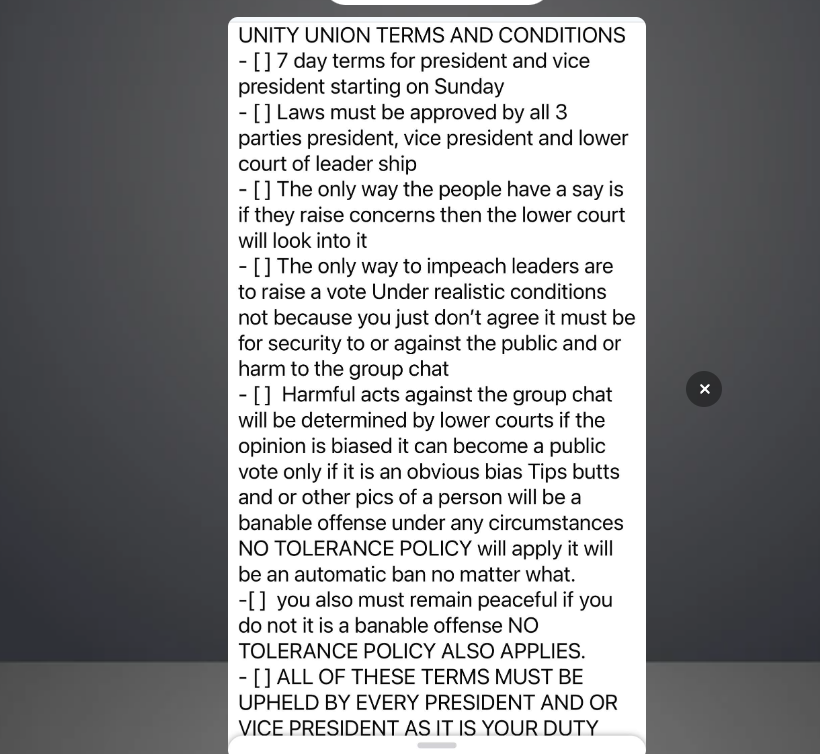 UNITY UNION TERMS AND CONDITIONS
- [ ] 7 day terms for president and vice
president starting on Sunday
- [ ] Laws must be approved by all 3
parties president, vice president and lower
court of leader ship
- [ ] The only way the people have a say is
if they raise concerns then the lower court
will look into it
- [ ] The only way to impeach leaders are
to raise a vote Under realistic conditions
not because you just don't agree it must be
for security to or against the public and or
harm to the group chat
- [ ]  Harmful acts against the group chat
will be determined by lower courts if the
opinion is biased it can become a public
vote only if it is an obvious bias Tips butts
and or other pics of a person will be a
banable offense under any circumstances
NO TOLERANCE POLICY will apply it will
be an automatic ban no matter what.
-[ ]  you also must remain peaceful if you
do not it is a banable offense NO
TOLERANCE POLICY ALSO APPLIES.
- [ ] ALL OF THESE TERMS MUST BE
UPHELD BY EVERY PRESIDENT AND OR
VICE PRESIDENT AS IT IS YOUR DUTY